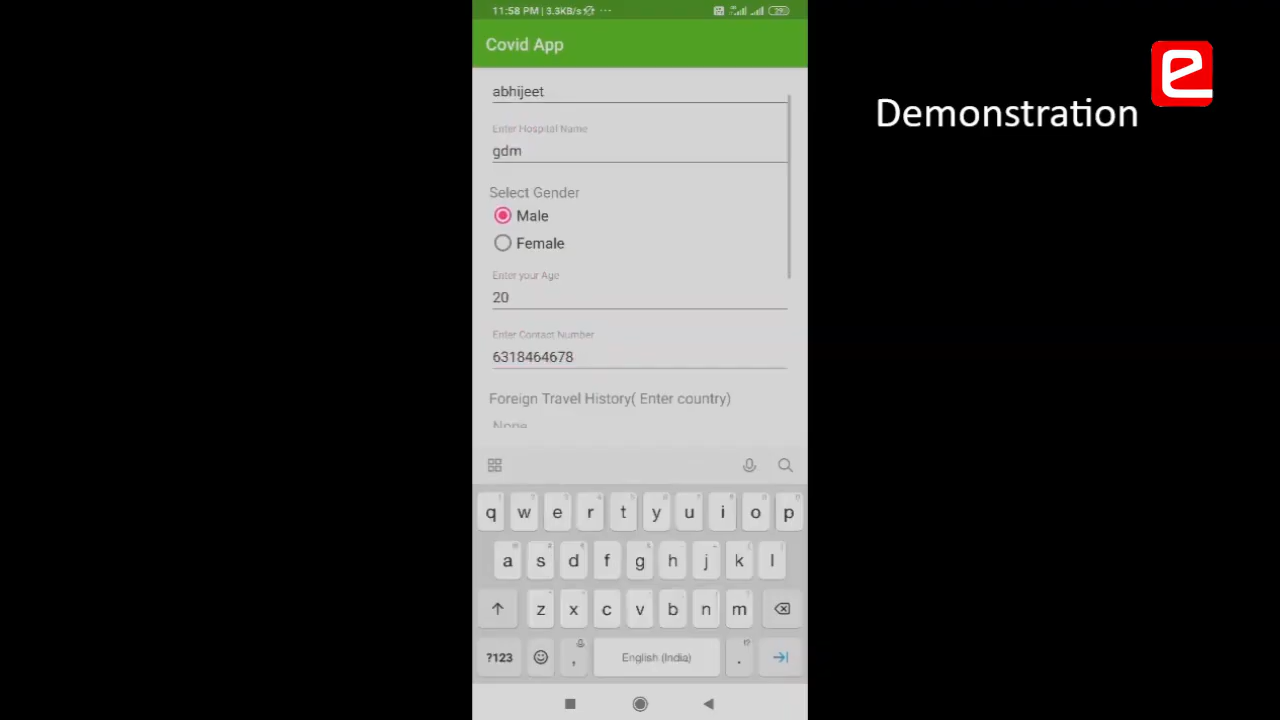 11:58 PM | 3.3KB/s ...
Covid App
abhijeet
Enter Hospital Name
gdm
Select Gender
Male
Female
Enter your Age
20
Enter Contact Number
6318464678
Foreign Travel History( Enter country)
None
q w e r t y u i o p
a s d f g h j k l
z x c v b n m
?123 , English (India) .
Demonstration
e